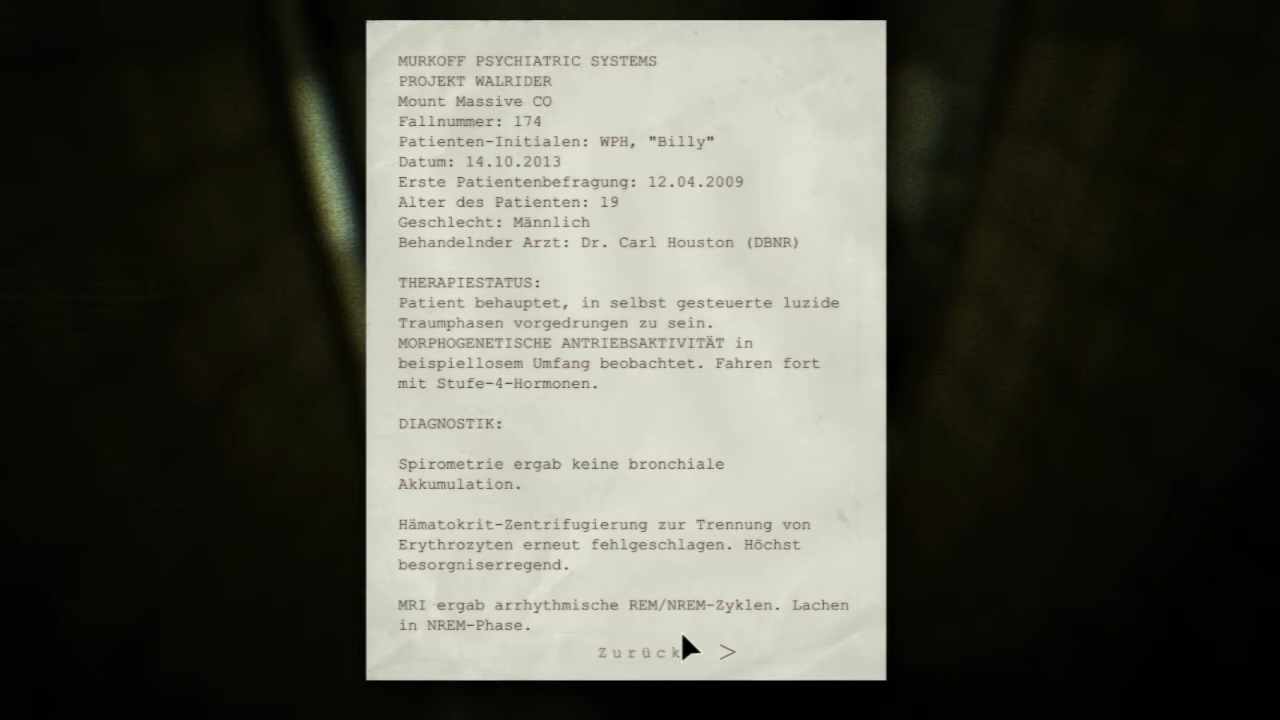 MURKOFF PSYCHIATRIC SYSTEMS
PROJEKT WALRIDER
Mount Massive CO
Fallnummer: 174
Patienten-Initialen: WPH, "Billy"
Datum: 14.10.2013
Erste Patientenbefragung: 12.04.2009
Alter des Patienten: 19
Geschlecht: Männlich
Behandelnder Arzt: Dr. Carl Houston (DBNR)
THERAPIESTATUS:
Patient behauptet, in selbst gesteuerte luzide
Traumphasen vorgedrungen zu sein.
MORPHOGENETISCHE ANTRIEBSAKTIVITÄT in
beispiellosem Umfang beobachtet. Fahren fort
mit Stufe-4-Hormonen.
DIAGNOSTIK:
Spirometrie ergab keine bronchiale
Akkumulation.
Hämatokrit-Zentrifugierung zur Trennung von
Erythrozyten erneut fehlgeschlagen. Höchst
besorgniserregend.
MRI ergab arrhythmische REM/NREM-Zyklen. Lachen
in NREM-Phase.
Zurück >